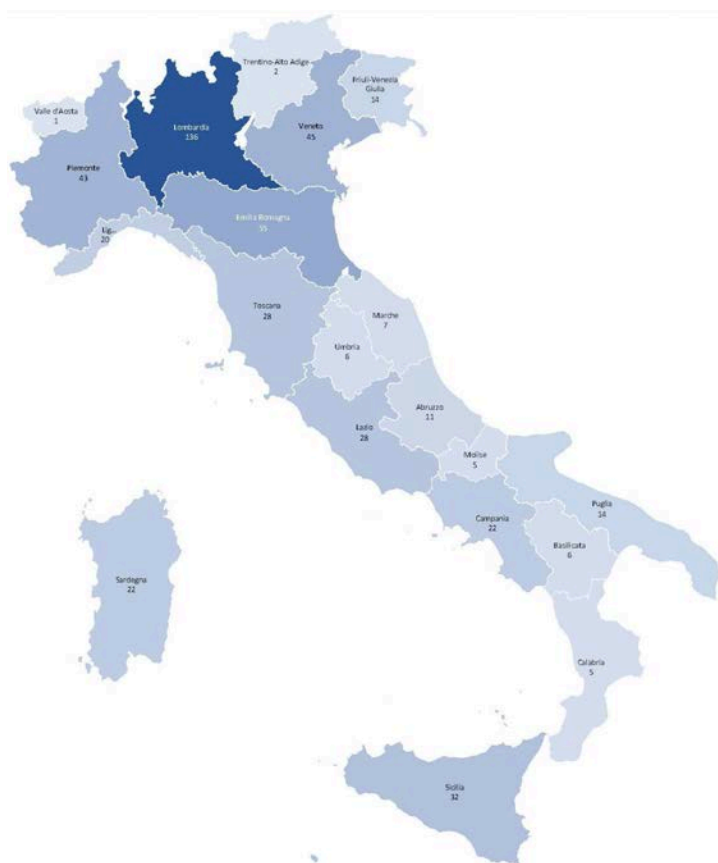 Trentino-Alto Adige
2
Friuli-Venezia
Giulia
14
Valle d'Aosta
1
Lombardia
136
Veneto
45
Piemonte
43
Emilia Romagna
55
Lig...
20
Toscana
28
Marche
7
Umbria
6
Abruzzo
11
Lazio
28
Molise
5
Puglia
14
Campania
22
Basilicata
6
Sardegna
22
Calabria
5
Sicilia
32